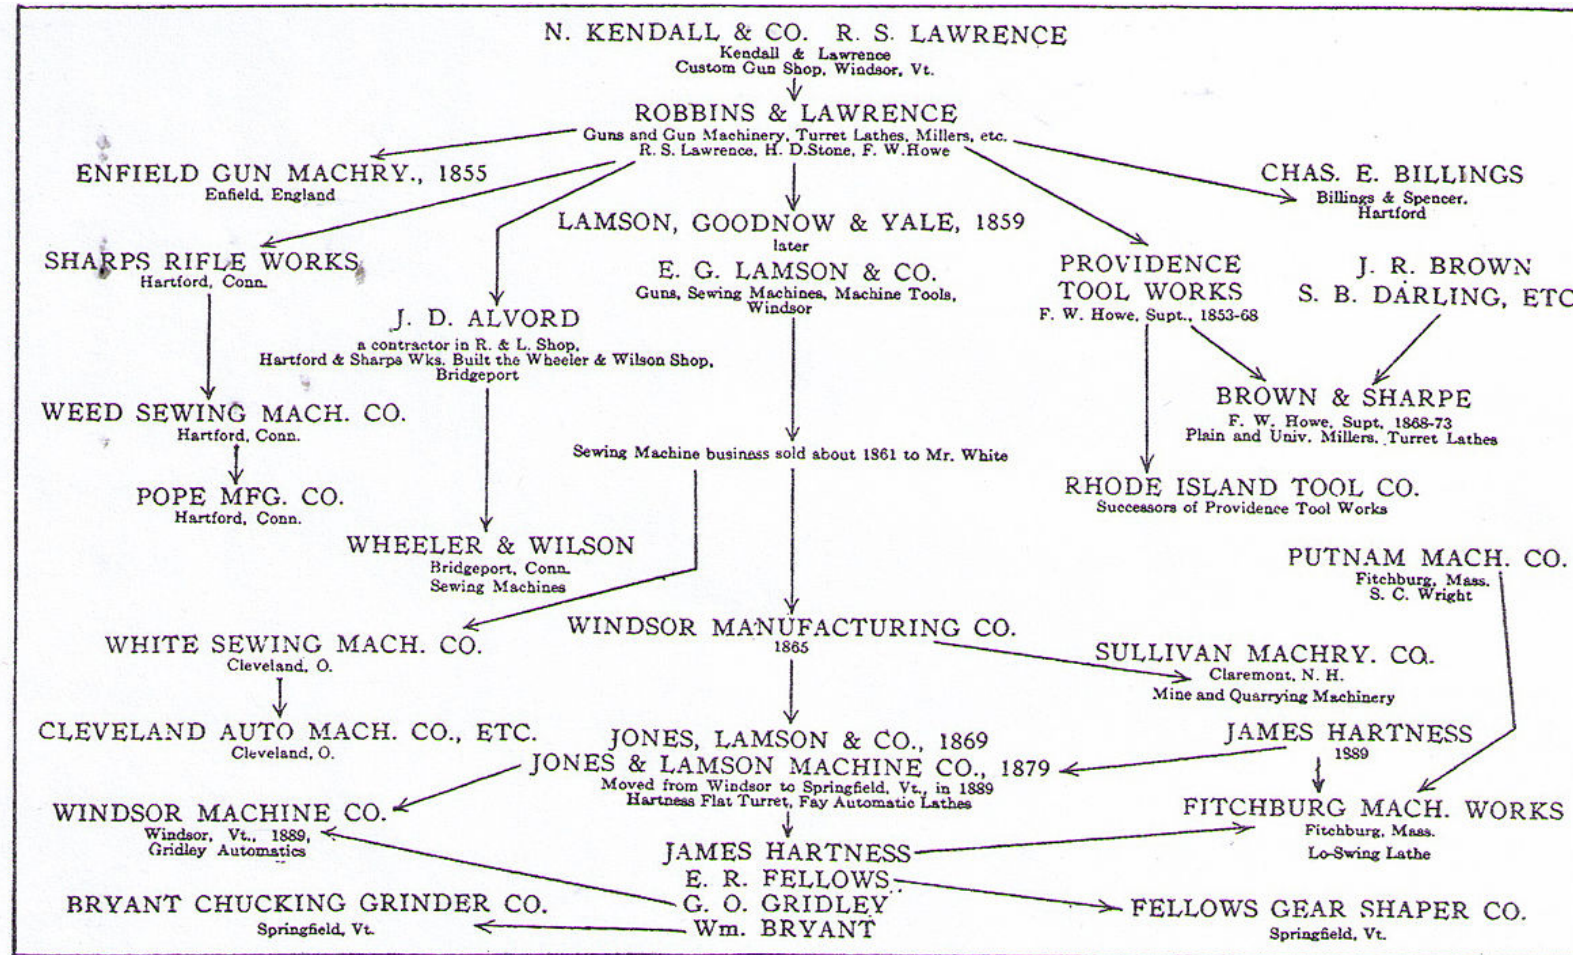 N. KENDALL & CO. R. S. LAWRENCE
Kendall & Lawrence
Custom Gun Shop, Windsor, Vt.
ROBBINS & LAWRENCE
Guns and Gun Machinery, Turret Lathes, Millers, etc.
R. S. Lawrence, H. D. Stone, F. W. Howe
ENFIELD GUN MACHRY., 1855
Enfield, England
CHAS. E. BILLINGS
Billings & Spencer,
Hartford
LAMSON, GOODNOW & YALE, 1859
later
E. G. LAMSON & CO.
Guns, Sewing Machines, Machine Tools,
Windsor
SHARPS RIFLE WORKS
Hartford, Conn.
PROVIDENCE
TOOL WORKS
F. W. Howe, Supt., 1853-68
J. R. BROWN
S. B. DARLING, ETC
J. D. ALVORD
a contractor in R. & L. Shop,
Hartford & Sharps Wks. Built the Wheeler & Wilson Shop,
Bridgeport
WEED SEWING MACH. CO.
Hartford, Conn.
BROWN & SHARPE
F. W. Howe, Supt, 1868-73
Plain and Univ. Millers, Turret Lathes
Sewing Machine business sold about 1861 to Mr. White
POPE MFG. CO.
Hartford, Conn.
RHODE ISLAND TOOL CO.
Successors of Providence Tool Works
WHEELER & WILSON
Bridgeport, Conn.
Sewing Machines
PUTNAM MACH. CO.
Fitchburg, Mass.
S. C. Wright
WHITE SEWING MACH. CO.
Cleveland, O.
WINDSOR MANUFACTURING CO.
1865
SULLIVAN MACHRY. CO.
Claremont, N. H.
Mine and Quarrying Machinery
CLEVELAND AUTO MACH. CO., ETC.
Cleveland, O.
JONES, LAMSON & CO., 1869
JONES & LAMSON MACHINE CO., 1879
Moved from Windsor to Springfield, Vt., in 1889
Hartness Flat Turret, Fay Automatic Lathes
JAMES HARTNESS
1889
WINDSOR MACHINE CO.
Windsor, Vt., 1889,
Gridley Automatics
FITCHBURG MACH. WORKS
Fitchburg, Mass.
Lo-Swing Lathe
JAMES HARTNESS
E. R. FELLOWS
G. O. GRIDLEY
Wm. BRYANT
BRYANT CHUCKING GRINDER CO.
Springfield, Vt.
FELLOWS GEAR SHAPER CO.
Springfield, Vt.